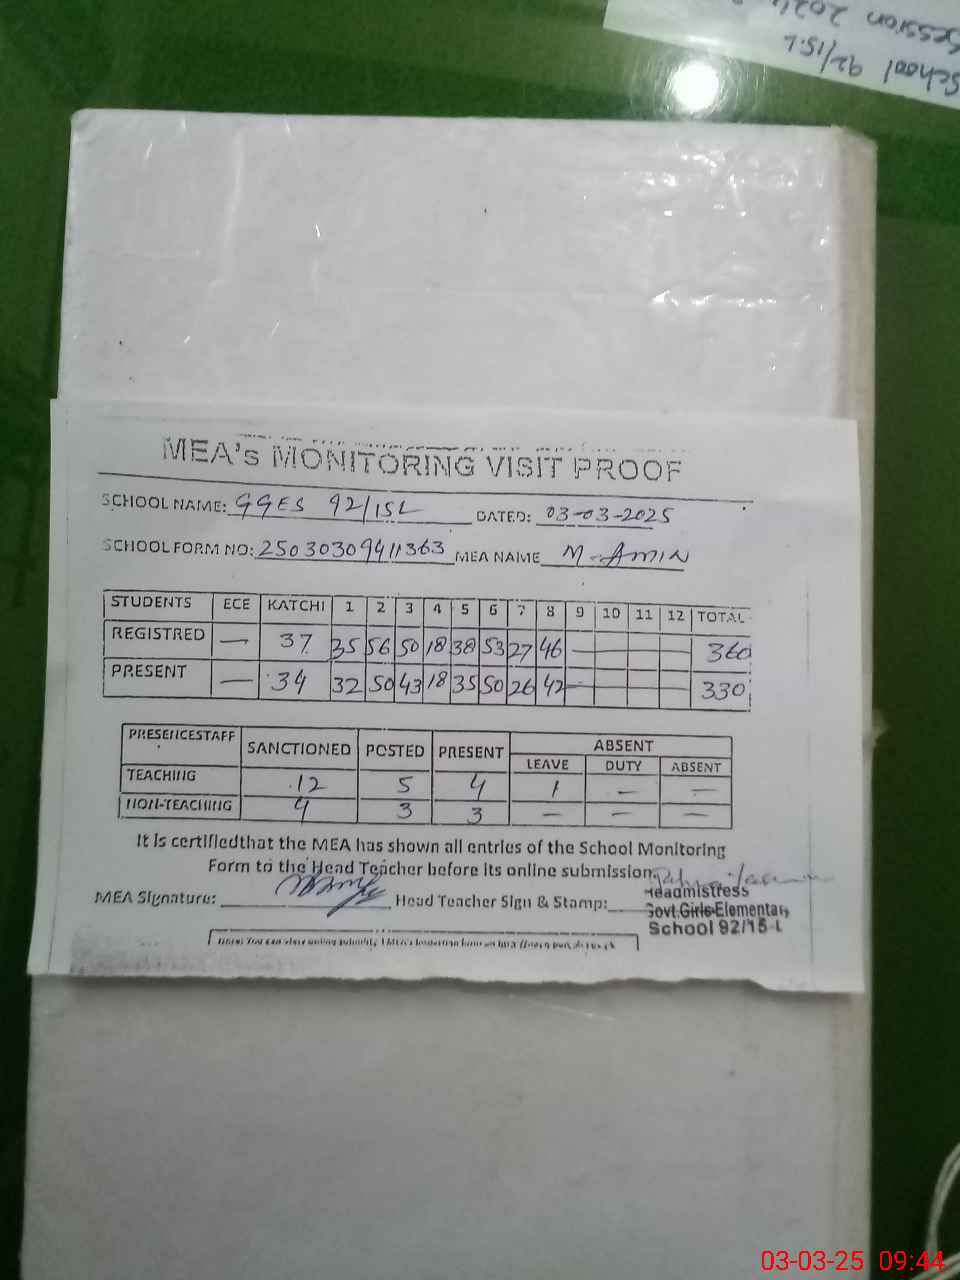 School 92/15.L
Session 2024
MEA's MONITORING VISIT PROOF
SCHOOL NAME: GGES 92/15L DATED: 03-03-2025
SCHOOL FORM NO: 25030309411363 MEA NAME M. AMIN
STUDENTS ECE KATCHI 1 2 3 4 5 6 7 8 9 10 11 12 TOTAL
REGISTRED — 37 35 56 50 18 38 53 27 46 — 360
PRESENT — 34 32 50 43 18 35 50 26 42 — 330
PRESENCESTAFF SANCTIONED POSTED PRESENT ABSENT
LEAVE DUTY ABSENT
TEACHING 12 5 4 1 — —
NON-TEACHING 4 3 3 — — —
It is certifiedthat the MEA has shown all entries of the School Monitoring
Form to the Head Teacher before its online submission.
MEA Signature: Head Teacher Sign & Stamp:
Headmistress
Govt.Girls Elementary
School 92/15-L
03-03-25 09:44